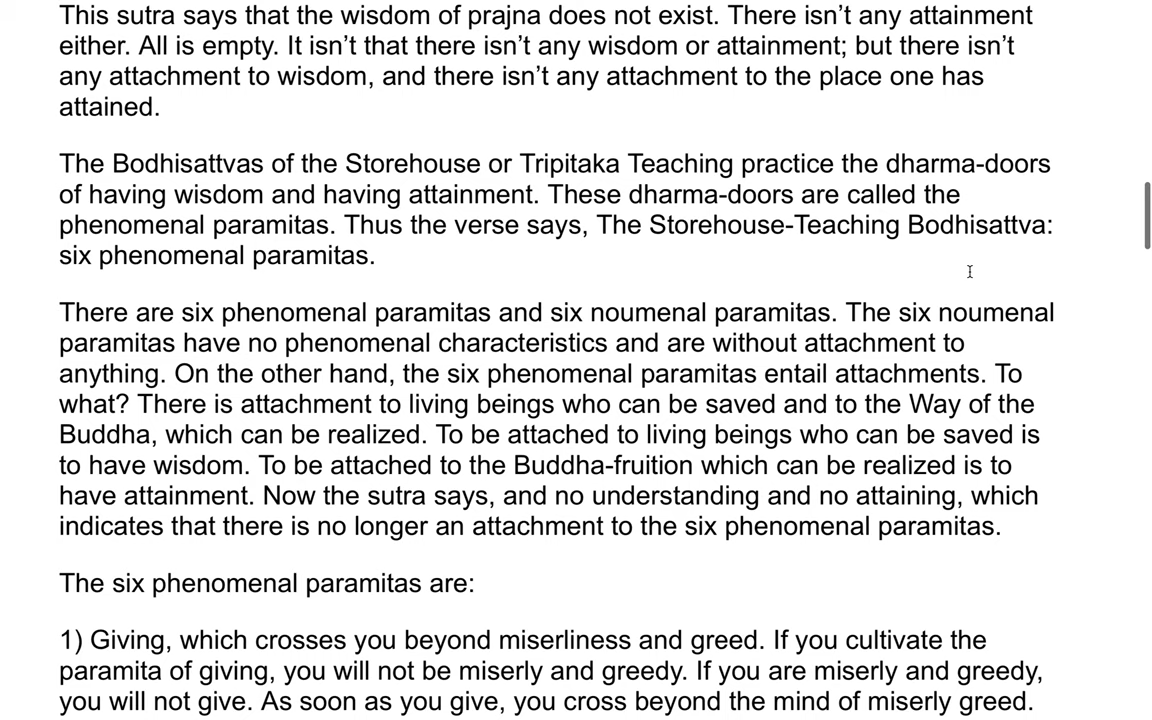 This sutra says that the wisdom of prajna does not exist. There isn’t any attainment
either. All is empty. It isn’t that there isn’t any wisdom or attainment; but there isn’t
any attachment to wisdom, and there isn’t any attachment to the place one has
attained.
The Bodhisattvas of the Storehouse or Tripitaka Teaching practice the dharma-doors
of having wisdom and having attainment. These dharma-doors are called the
phenomenal paramitas. Thus the verse says, The Storehouse-Teaching Bodhisattva:
six phenomenal paramitas.
There are six phenomenal paramitas and six noumenal paramitas. The six noumenal
paramitas have no phenomenal characteristics and are without attachment to
anything. On the other hand, the six phenomenal paramitas entail attachments. To
what? There is attachment to living beings who can be saved and to the Way of the
Buddha, which can be realized. To be attached to living beings who can be saved is
to have wisdom. To be attached to the Buddha-fruition which can be realized is to
have attainment. Now the sutra says, and no understanding and no attaining, which
indicates that there is no longer an attachment to the six phenomenal paramitas.
The six phenomenal paramitas are:
1) Giving, which crosses you beyond miserliness and greed. If you cultivate the
paramita of giving, you will not be miserly and greedy. If you are miserly and greedy,
you will not give. As soon as you give, you cross beyond the mind of miserly greed.